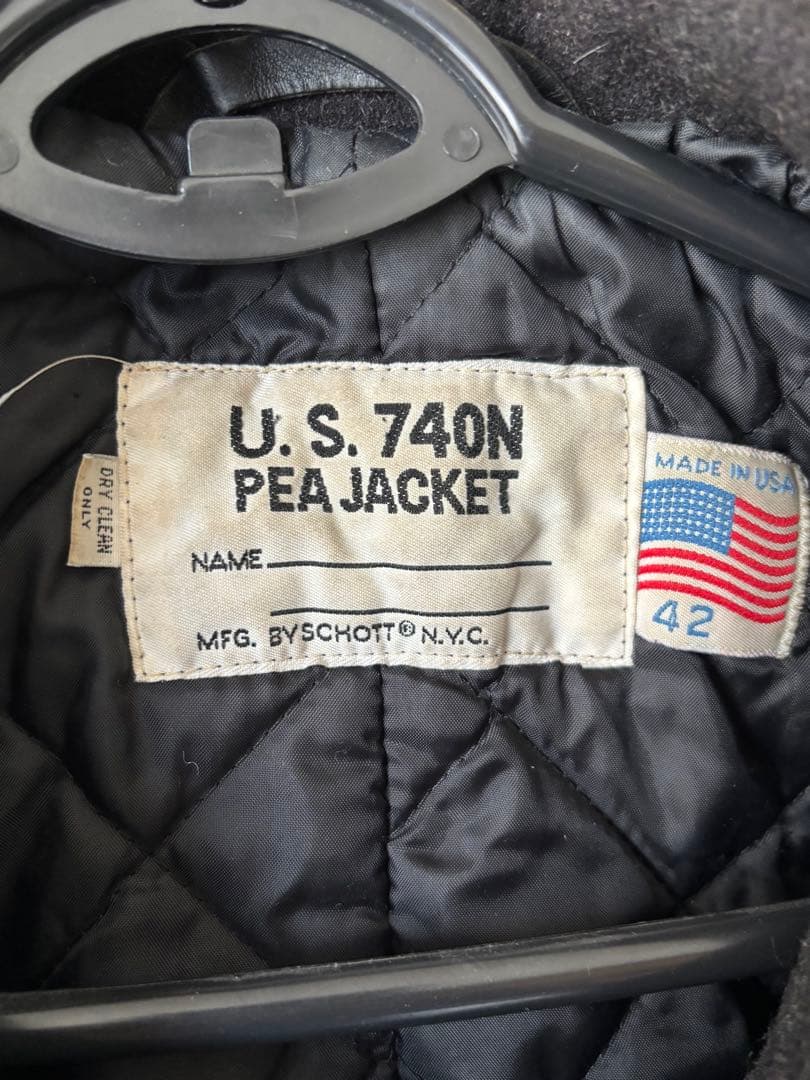 U. S. 740N
PEA JACKET
NAME
MFG. BY SCHOTT® N.Y.C.
DRY CLEAN
ONLY
MADE IN USA
42